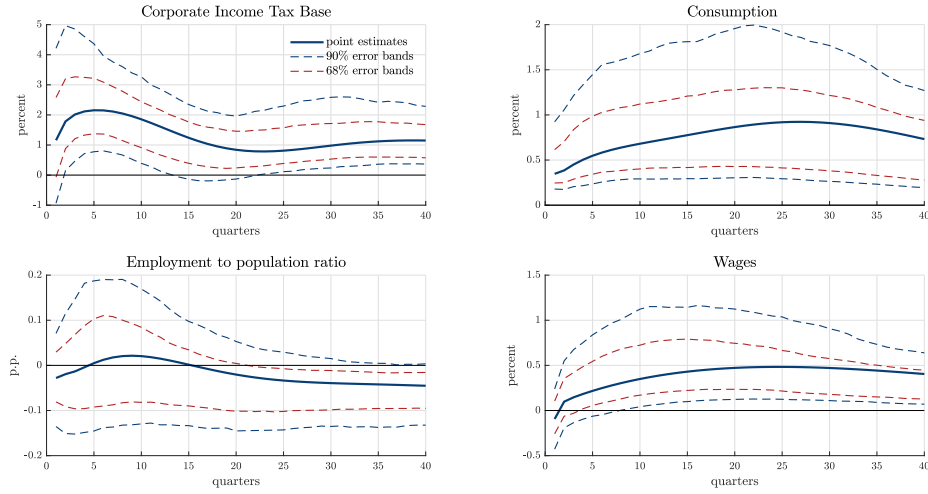 Corporate Income Tax Base
percent
5
4
3
2
1
0
-1
0 5 10 15 20 25 30 35 40
quarters
point estimates
90% error bands
68% error bands
Consumption
percent
2
1.5
1
0.5
0
0 5 10 15 20 25 30 35 40
quarters
Employment to population ratio
p.p.
0.2
0.1
0
-0.1
-0.2
0 5 10 15 20 25 30 35 40
quarters
Wages
percent
1.5
1
0.5
0
-0.5
0 5 10 15 20 25 30 35 40
quarters